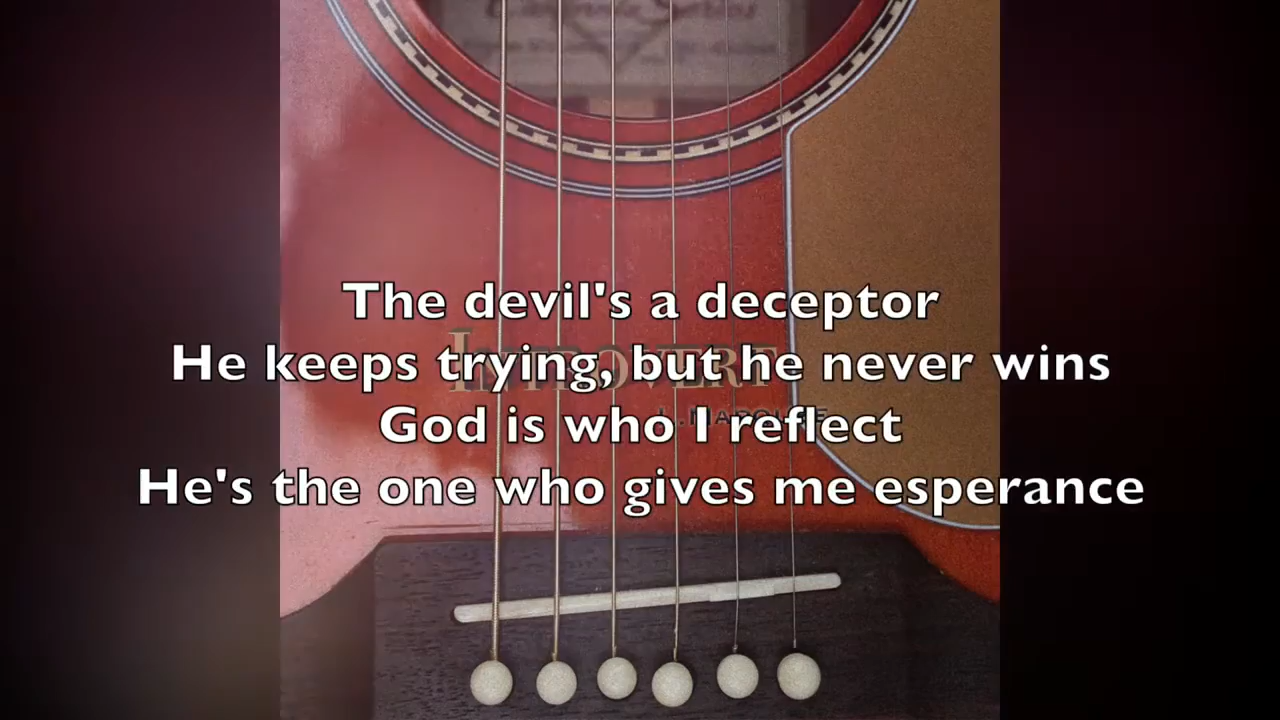 The devil's a deceptor
He keeps trying, but he never wins
INTROVERT
God is who I reflect
He's the one who gives me esperance